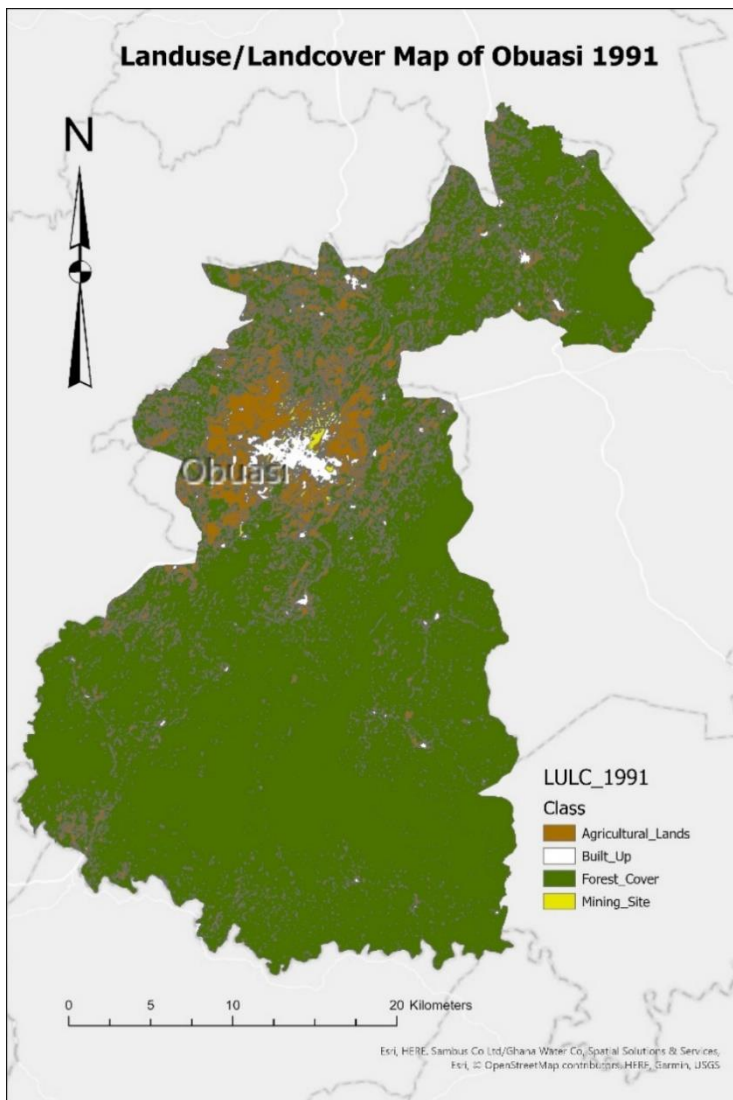 Landuse/Landcover Map of Obuasi 1991
N
Obuasi
LULC_1991
Class
Agricultural_Lands
Built_Up
Forest_Cover
Mining_Site
0 5 10 20 Kilometers
Esri, HERE, Sambus Co Ltd/Ghana Water Co, Spatial Solutions & Services,
Esri, © OpenStreetMap contributors, HERE, Garmin, USGS